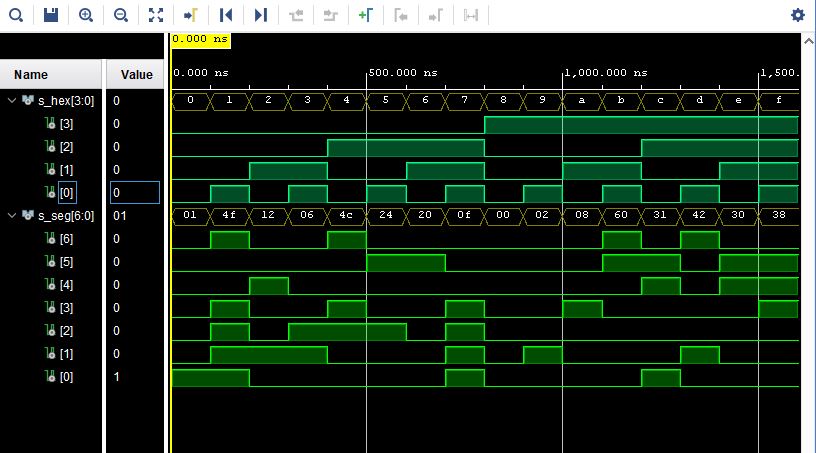 0.000 ns
0.000 ns 500.000 ns 1,000.000 ns 1,500.
Name Value
s_hex[3:0] 0 0 1 2 3 4 5 6 7 8 9 a b c d e f
[3] 0
[2] 0
[1] 0
[0] 0
s_seg[6:0] 01 01 4f 12 06 4c 24 20 0f 00 02 08 60 31 42 30 38
[6] 0
[5] 0
[4] 0
[3] 0
[2] 0
[1] 0
[0] 1